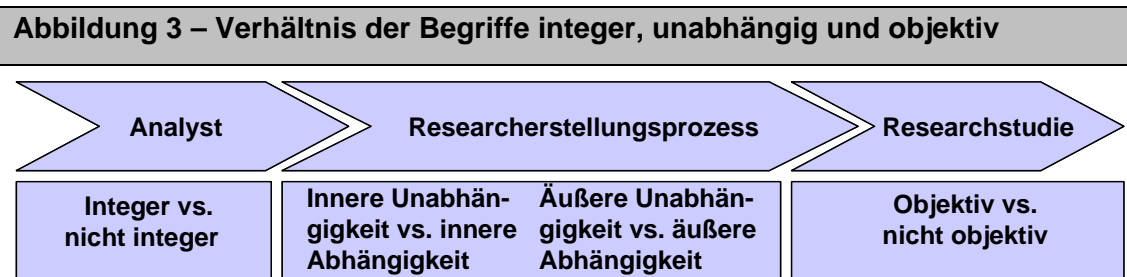 Abbildung 3 – Verhältnis der Begriffe integer, unabhängig und objektiv
Analyst
Researcherstellungsprozess
Researchstudie
Integer vs.
nicht integer
Innere Unabhän-
gigkeit vs. innere
Abhängigkeit
Äußere Unabhän-
gigkeit vs. äußere
Abhängigkeit
Objektiv vs.
nicht objektiv